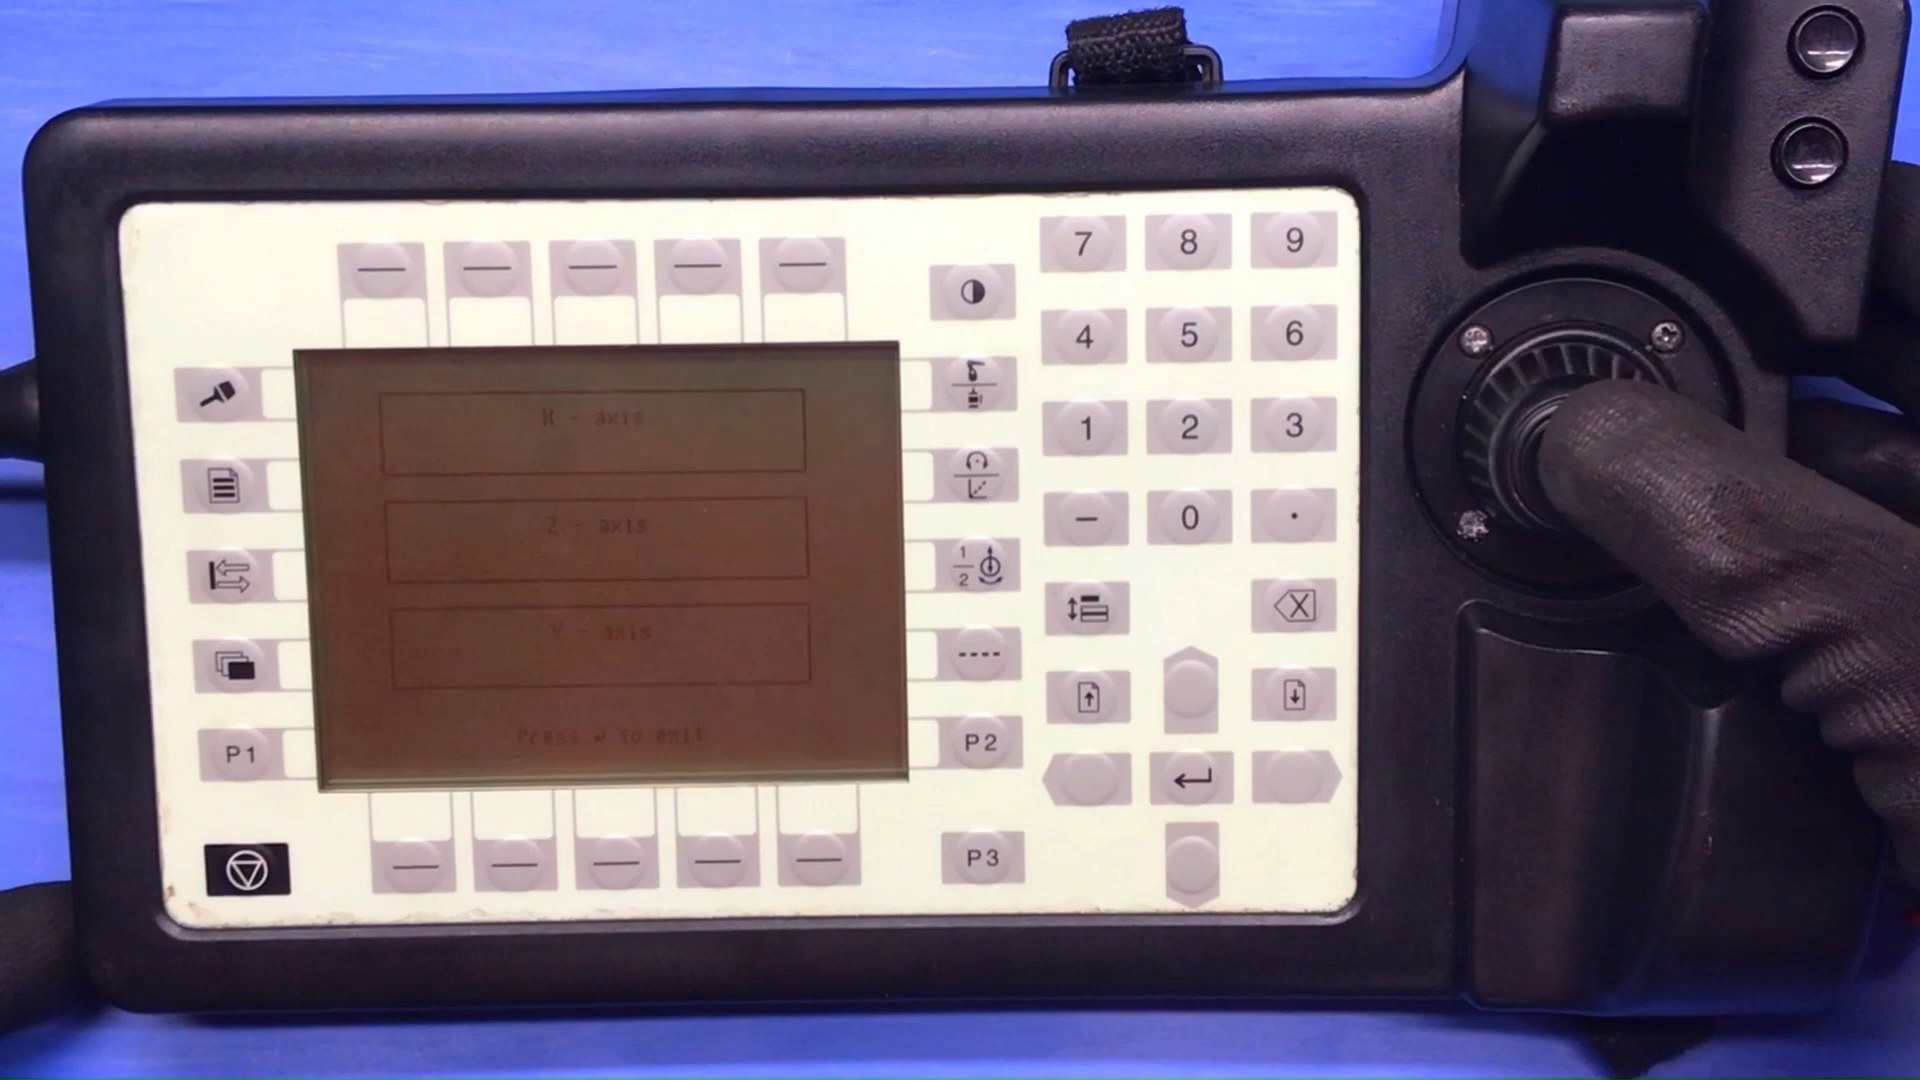 7 8 9
4 5 6
X - axis
1 2 3
Z - axis
- 0 .
1
2
Y - axis
Press ↵ to exit
P1
P2
P3